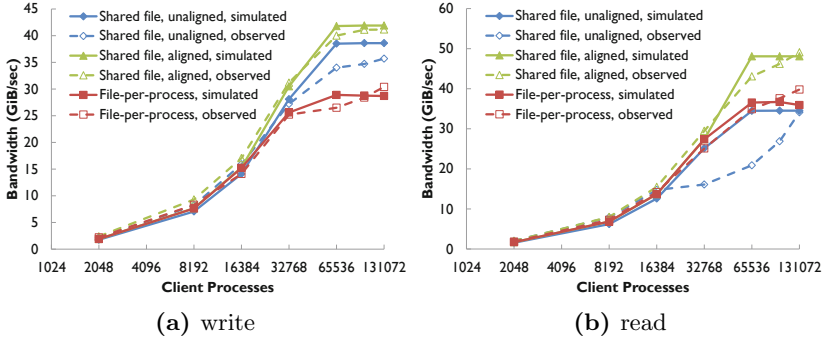 45
40
35
30
25
20
15
10
5
0
Bandwidth (GiB/sec)
Shared file, unaligned, simulated
Shared file, unaligned, observed
Shared file, aligned, simulated
Shared file, aligned, observed
File-per-process, simulated
File-per-process, observed
1024 2048 4096 8192 16384 32768 65536 131072
Client Processes
(a) write
60
50
40
30
20
10
0
Bandwidth (GiB/sec)
Shared file, unaligned, simulated
Shared file, unaligned, observed
Shared file, aligned, simulated
Shared file, aligned, observed
File-per-process, simulated
File-per-process, observed
1024 2048 4096 8192 16384 32768 65536 131072
Client Processes
(b) read